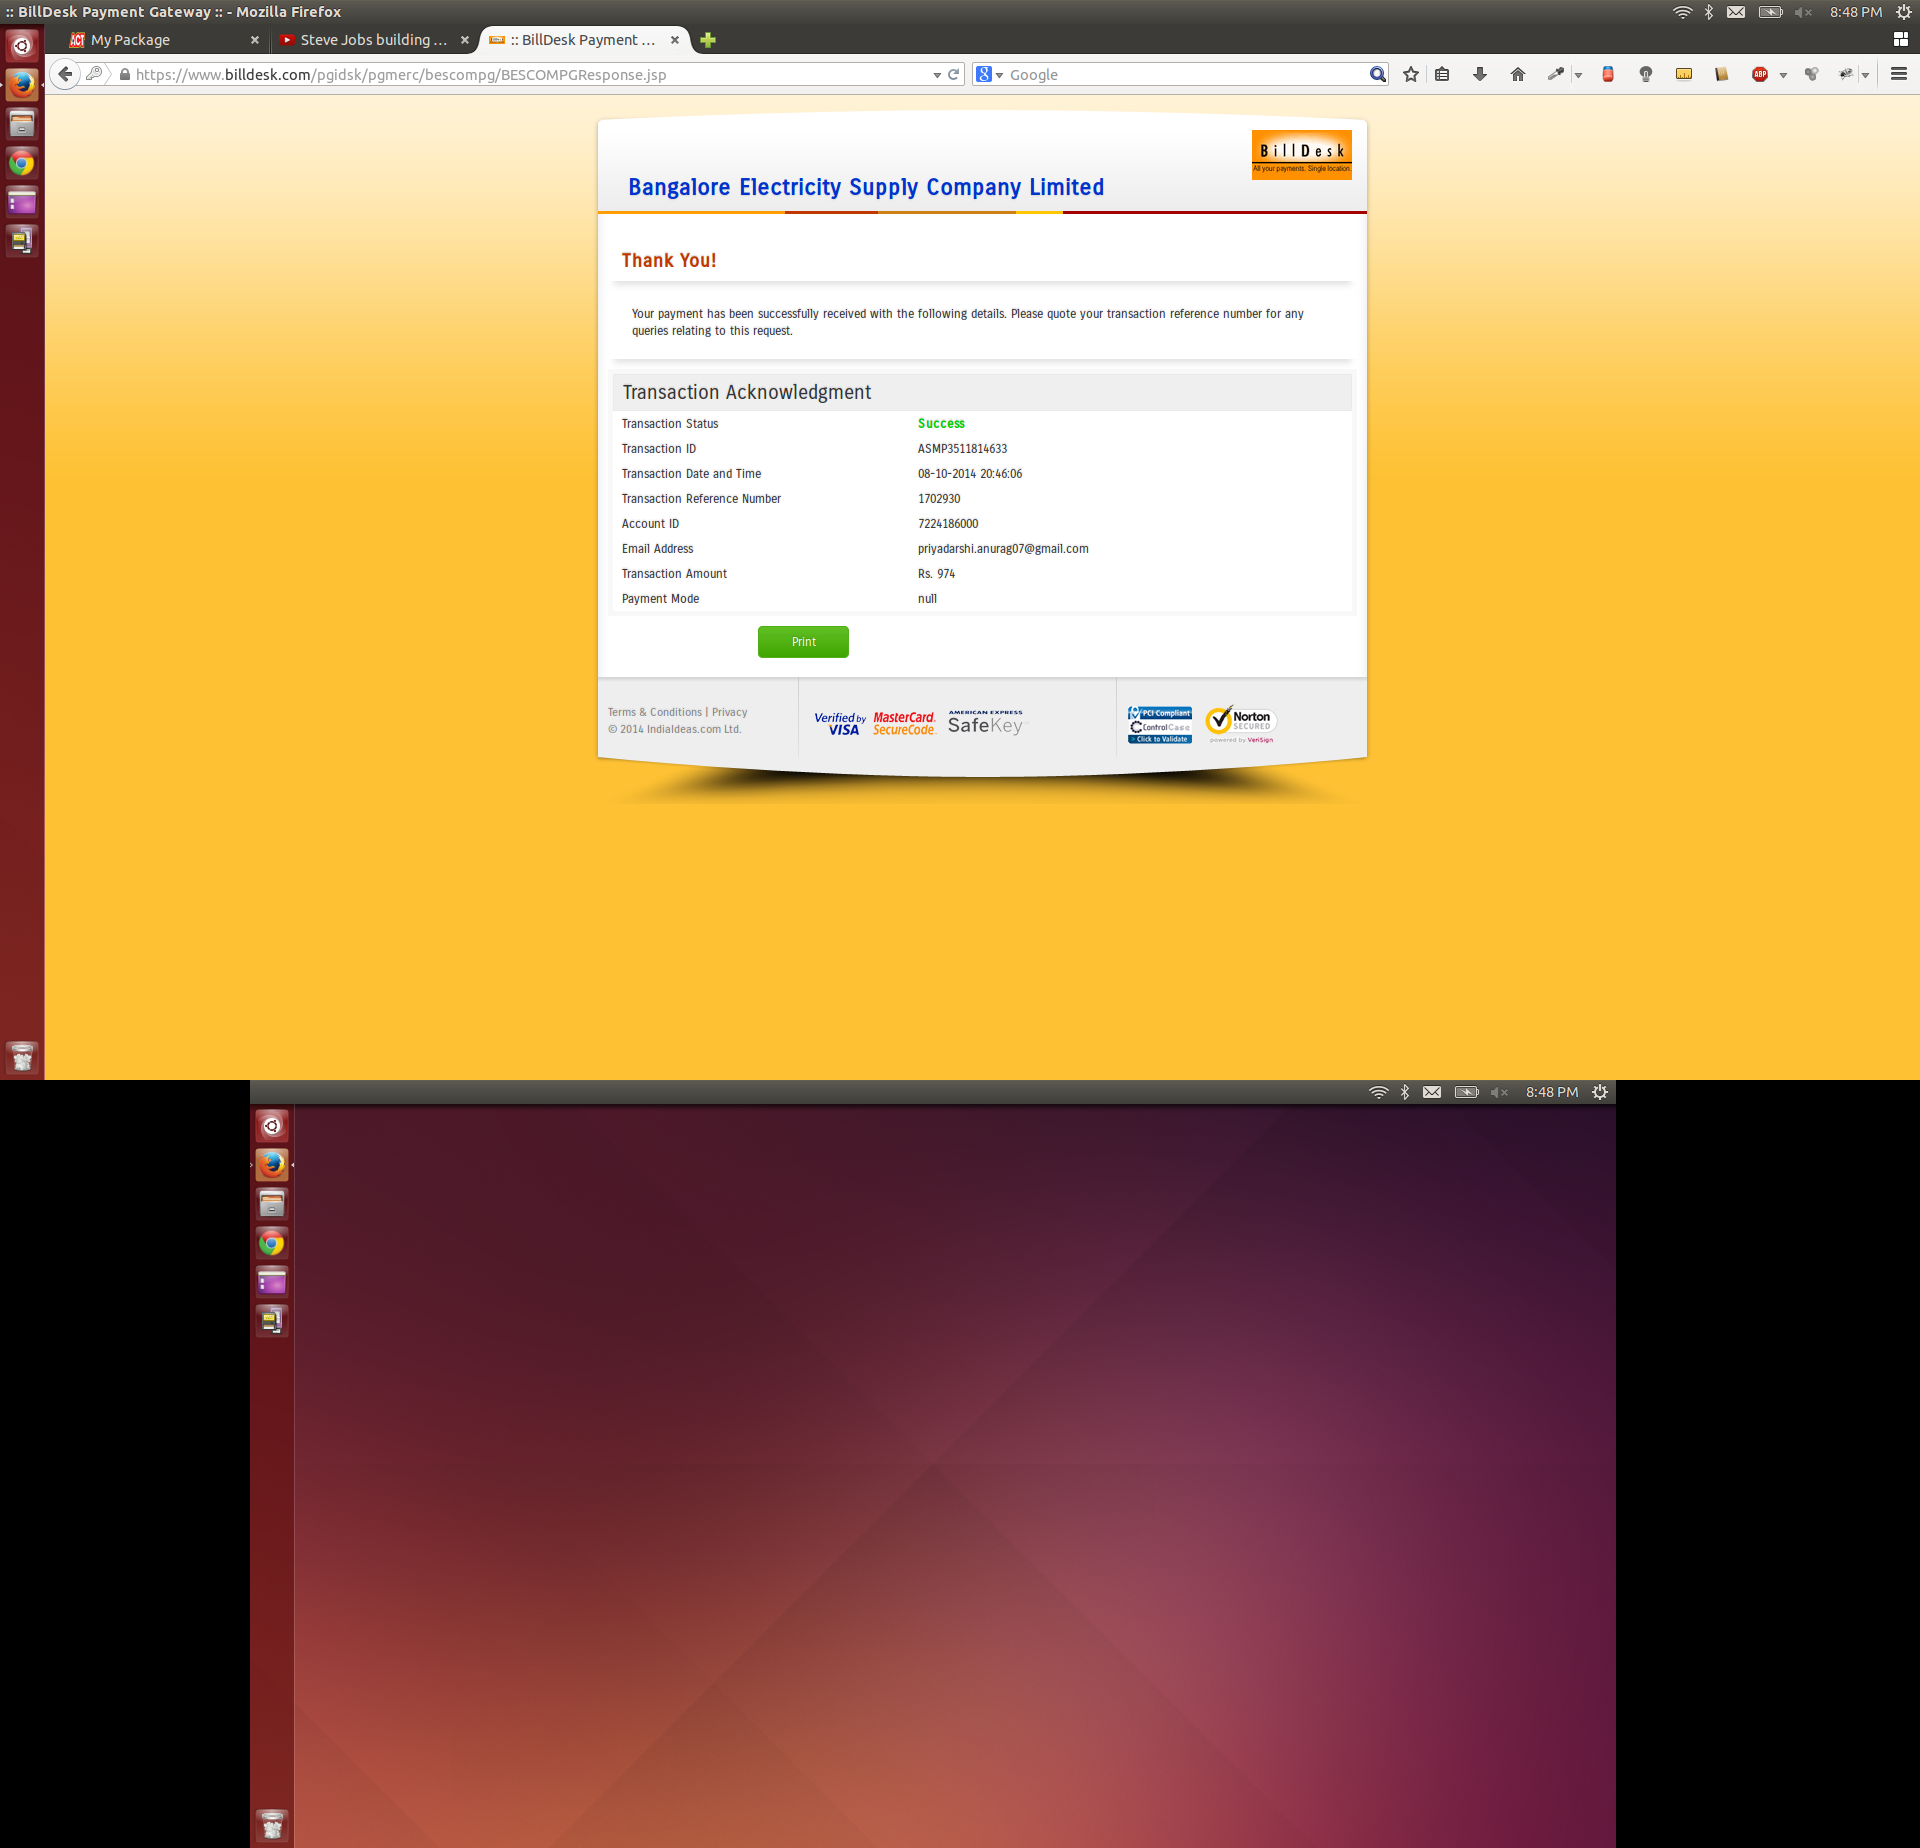 :: BillDesk Payment Gateway :: - Mozilla Firefox
8:48 PM
ACT My Package
Steve Jobs building ...
:: BillDesk Payment ...
https://www.billdesk.com/pgidsk/pgmerc/bescompg/BESCOMPGResponse.jsp
8 Google
ABP
BillDesk
All your payments. Single location.
Bangalore Electricity Supply Company Limited
Thank You!
Your payment has been successfully received with the following details. Please quote your transaction reference number for any
queries relating to this request.
Transaction Acknowledgment
Transaction Status Success
Transaction ID ASMP3511814633
Transaction Date and Time 08-10-2014 20:46:06
Transaction Reference Number 1702930
Account ID 7224186000
Email Address priyadarshi.anurag07@gmail.com
Transaction Amount Rs. 974
Payment Mode null
Print
Terms & Conditions | Privacy
© 2014 IndiaIdeas.com Ltd.
Verified by
VISA
MasterCard.
SecureCode.
AMERICAN EXPRESS
SafeKey
PCI Compliant
ControlCase
> Click to Validate
Norton
SECURED
powered by VeriSign
8:48 PM